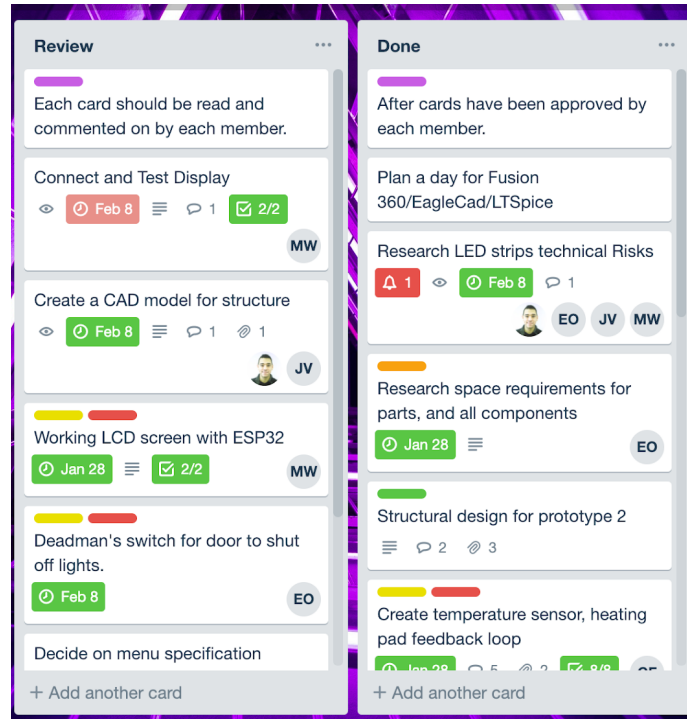 Review
Each card should be read and
commented on by each member.
Connect and Test Display
Feb 8
1
2/2
MW
Create a CAD model for structure
Feb 8
1
1
JV
Working LCD screen with ESP32
Jan 28
2/2
MW
Deadman's switch for door to shut
off lights.
Feb 8
EO
Decide on menu specification
+ Add another card
Done
After cards have been approved by
each member.
Plan a day for Fusion
360/EagleCad/LTSpice
Research LED strips technical Risks
1
Feb 8
1
EO JV MW
Research space requirements for
parts, and all components
Jan 28
EO
Structural design for prototype 2
2
3
Create temperature sensor, heating
pad feedback loop
Jan 28
5
2
8/8
+ Add another card